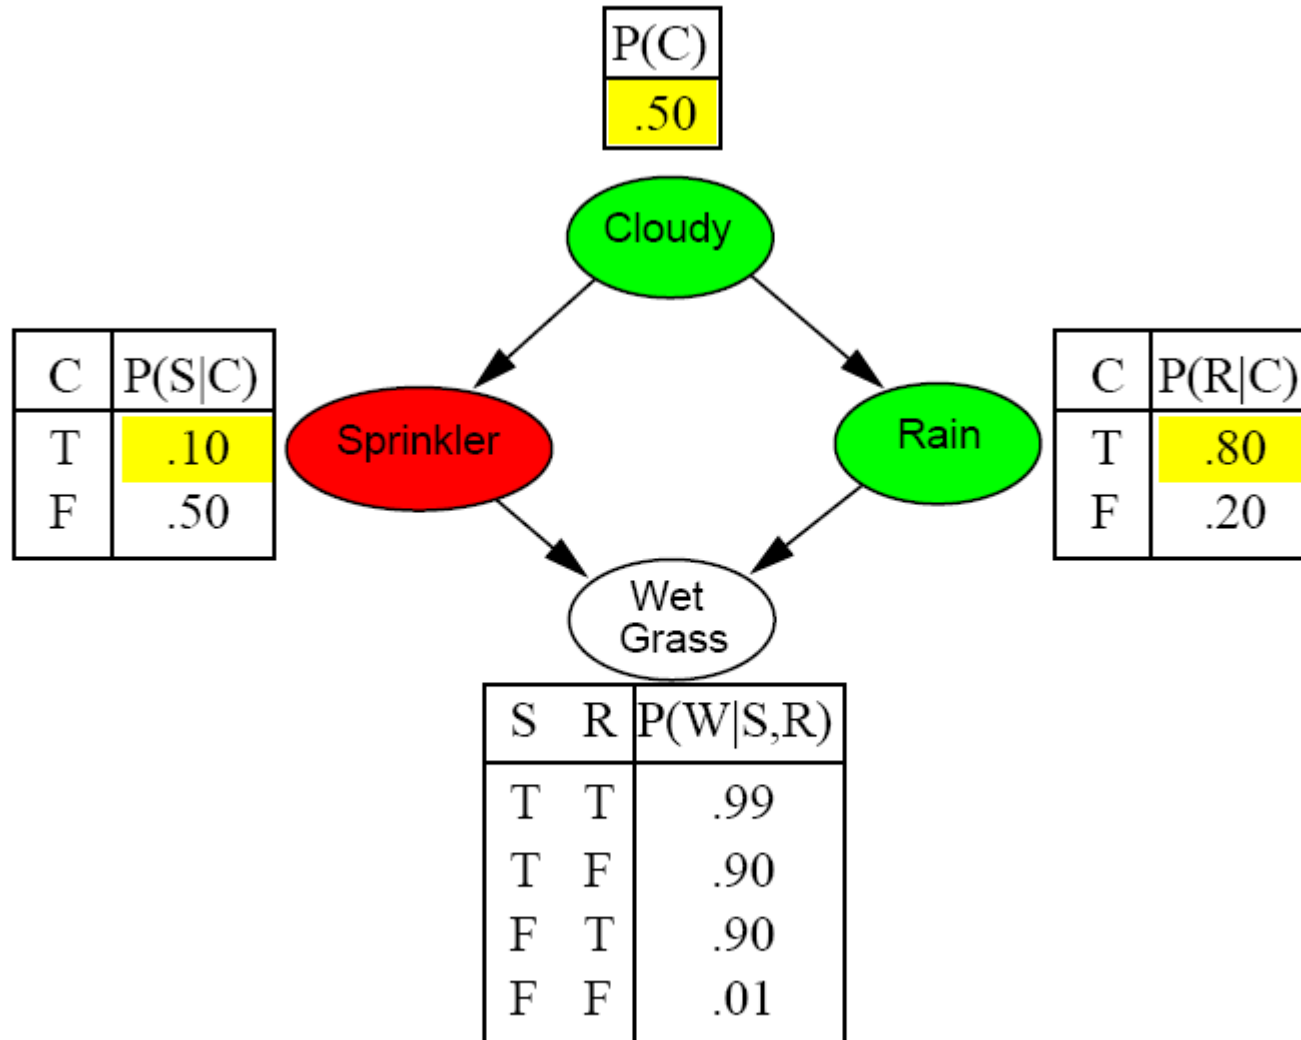 P(C)
.50
Cloudy
C P(S|C)
T .10
F .50
Sprinkler
Rain
C P(R|C)
T .80
F .20
Wet
Grass
S R P(W|S,R)
T T .99
T F .90
F T .90
F F .01